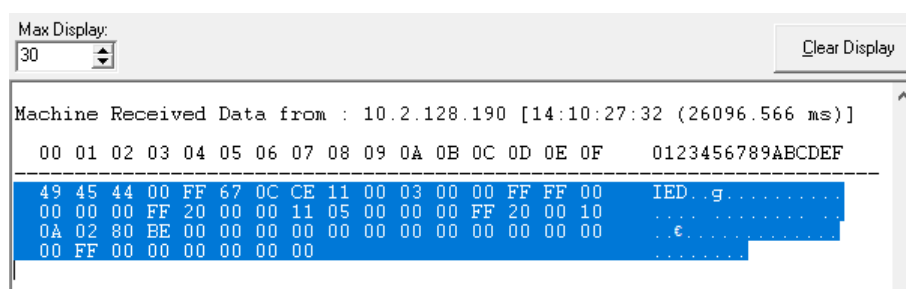 Max Display:
30
Clear Display
Machine Received Data from : 10.2.128.190 [14:10:27:32 (26096.566 ms)]
00 01 02 03 04 05 06 07 08 09 0A 0B 0C 0D 0E 0F 0123456789ABCDEF
--------------------------------------------------------------------------
49 45 44 00 FF 67 0C CE 11 00 03 00 00 FF FF 00 IED..g..........
00 00 00 FF 20 00 00 11 05 00 00 00 FF 20 00 10 .... ........ ..
0A 02 80 BE 00 00 00 00 00 00 00 00 00 00 00 00 ..€.............
00 FF 00 00 00 00 00 00 ........